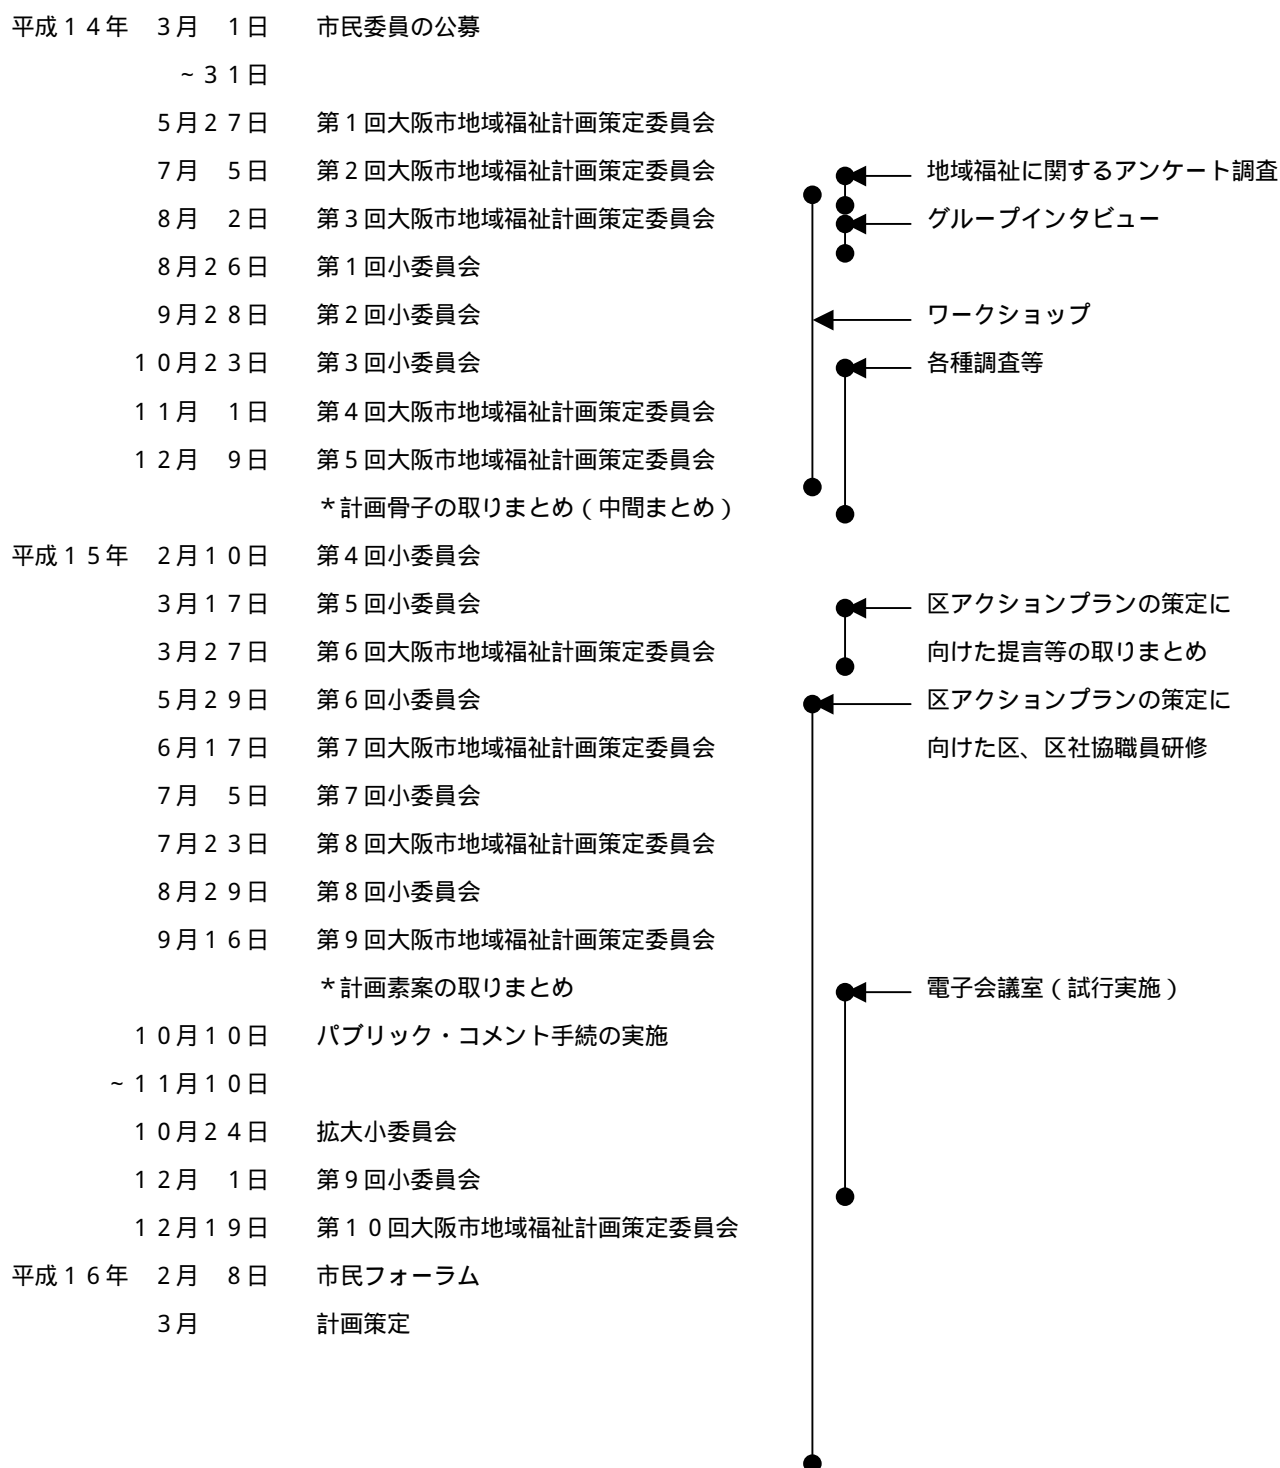 平成１４年　３月　１日　　市民委員の公募
~３１日
５月２７日　　第１回大阪市地域福祉計画策定委員会
７月　５日　　第２回大阪市地域福祉計画策定委員会　　地域福祉に関するアンケート調査
８月　２日　　第３回大阪市地域福祉計画策定委員会　　グループインタビュー
８月２６日　　第１回小委員会
９月２８日　　第２回小委員会　　ワークショップ
１０月２３日　　第３回小委員会　　各種調査等
１１月　１日　　第４回大阪市地域福祉計画策定委員会
１２月　９日　　第５回大阪市地域福祉計画策定委員会
＊計画骨子の取りまとめ（中間まとめ）
平成１５年　２月１０日　　第４回小委員会
３月１７日　　第５回小委員会　　区アクションプランの策定に
３月２７日　　第６回大阪市地域福祉計画策定委員会　　向けた提言等の取りまとめ
５月２９日　　第６回小委員会　　区アクションプランの策定に
６月１７日　　第７回大阪市地域福祉計画策定委員会　　向けた区、区社協職員研修
７月　５日　　第７回小委員会
７月２３日　　第８回大阪市地域福祉計画策定委員会
８月２９日　　第８回小委員会
９月１６日　　第９回大阪市地域福祉計画策定委員会
＊計画素案の取りまとめ　　電子会議室（試行実施）
１０月１０日　　パブリック・コメント手続の実施
~１１月１０日
１０月２４日　　拡大小委員会
１２月　１日　　第９回小委員会
１２月１９日　　第１０回大阪市地域福祉計画策定委員会
平成１６年　２月　８日　　市民フォーラム
３月　　計画策定